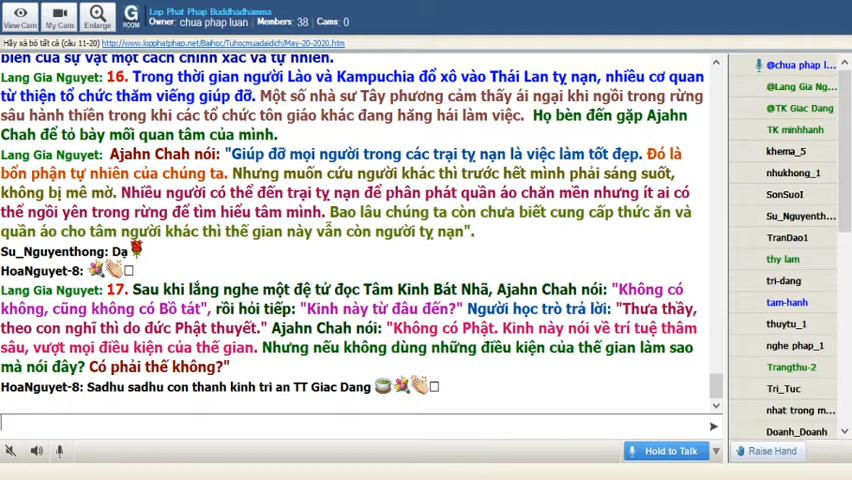 Lop Phat Phap Buddhadhamma
Owner: chua phap luan Members: 38 Cams: 0
View Cam My Cam Enlarge G ROOM
Hãy xả bỏ tất cả (câu 11-20) http://www.lopphatphap.net/Baihoc/Tuhocmuadaidich/May-20-2020.htm
biến của sự vật một cách chính xác và tự nhiên.
Lang Gia Nguyet: 16. Trong thời gian người Lào và Kampuchia đổ xô vào Thái Lan tỵ nạn, nhiều cơ quan
từ thiện tổ chức thăm viếng giúp đỡ. Một số nhà sư Tây phương cảm thấy ái ngại khi ngồi trong rừng
sâu hành thiền trong khi các tổ chức tôn giáo khác đang hăng hái làm việc. Họ bèn đến gặp Ajahn
Chah để tỏ bày mối quan tâm của mình.
Lang Gia Nguyet: Ajahn Chah nói: "Giúp đỡ mọi người trong các trại tỵ nạn là việc làm tốt đẹp. Đó là
bổn phận tự nhiên của chúng ta. Nhưng muốn cứu người khác thì trước hết mình phải sáng suốt,
không bị mê mờ. Nhiều người có thể đến trại tỵ nạn để phân phát quần áo chăn mền nhưng ít ai có
thể ngồi yên trong rừng để tìm hiểu tâm mình. Bao lâu chúng ta còn chưa biết cung cấp thức ăn và
quần áo cho tâm người khác thì thế gian này vẫn còn người tỵ nạn".
Su_Nguyenthong: Dạ
HoaNguyet-8:
Lang Gia Nguyet: 17. Sau khi lắng nghe một đệ tử đọc Tâm Kinh Bát Nhã, Ajahn Chah nói: "Không có
không, cũng không có Bồ tát", rồi hỏi tiếp: "Kinh này từ đâu đến?" Người học trò trả lời: "Thưa thầy,
theo con nghĩ thì do đức Phật thuyết." Ajahn Chah nói: "Không có Phật. Kinh này nói về trí tuệ thâm
sâu, vượt mọi điều kiện của thế gian. Nhưng nếu không dùng những điều kiện của thế gian làm sao
mà nói đây? Có phải thế không?"
HoaNguyet-8: Sadhu sadhu con thanh kinh tri an TT Giac Dang
@chua phap l...
@Lang Gia Ng...
@TK Giac Dang
TK minhhanh
khema_5
nhukhong_1
SonSuoI
Su_Nguyenth...
TranDao1
thy lam
tri-dang
tam-hanh
thuytu_1
nghe phap_1
Trangthu-2
Tri_Tuc
nhat trong m...
Doanh_Doanh
Hold to Talk
Raise Hand